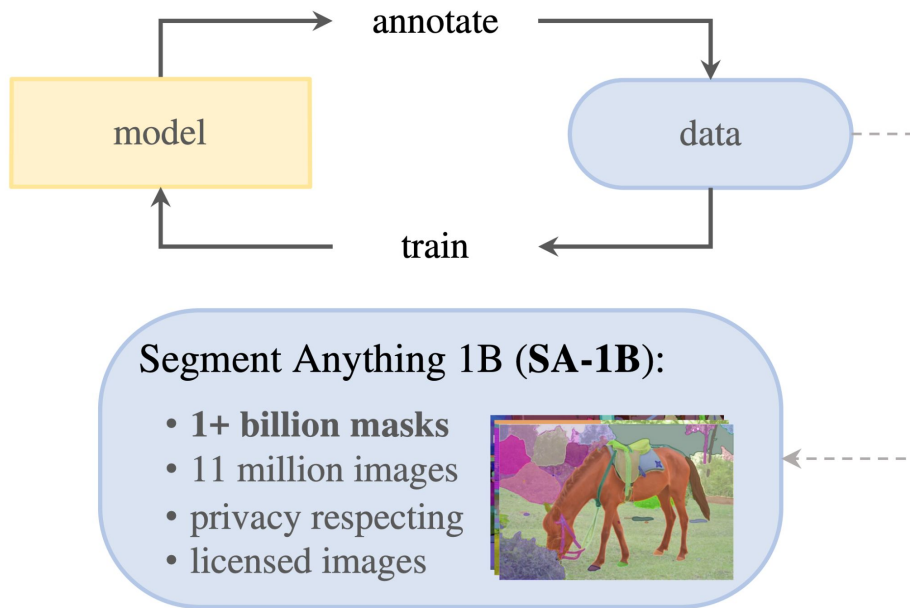 annotate
model
data
train
Segment Anything 1B (SA-1B):
• 1+ billion masks
• 11 million images
• privacy respecting
• licensed images